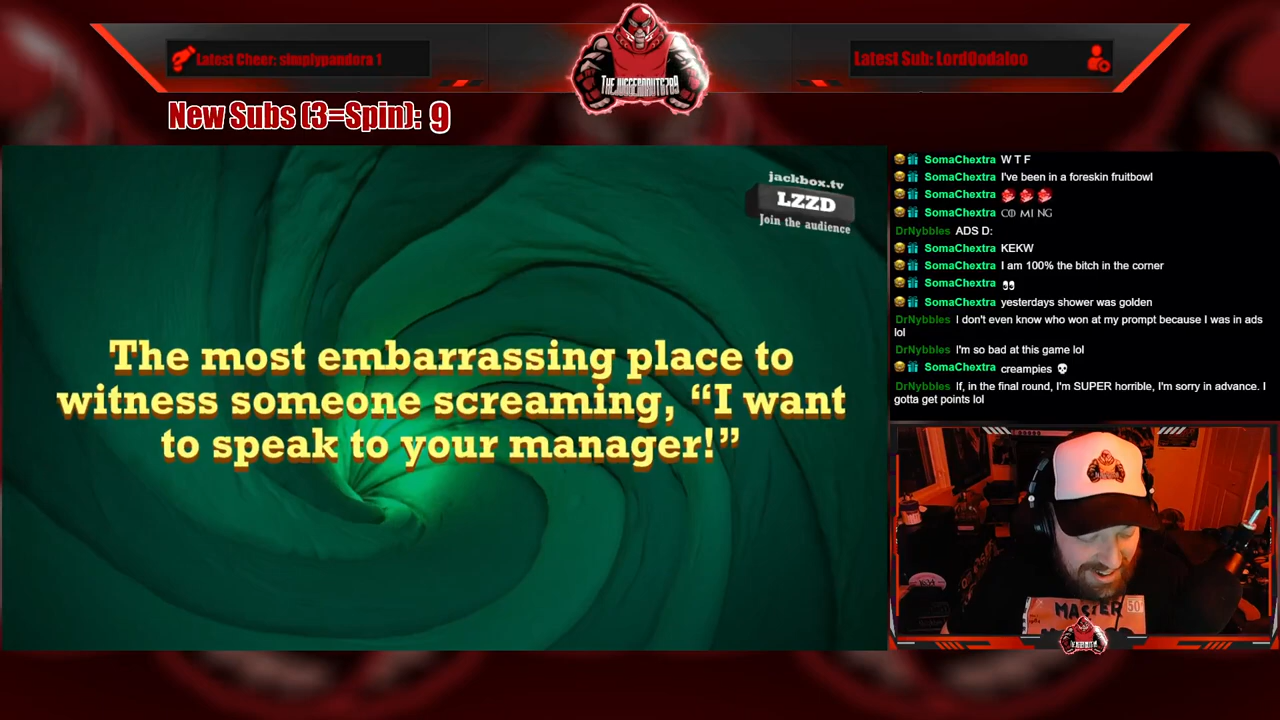 Latest Cheer: simplypandora 1
THEJUGGERNAUT6789
Latest Sub: LordOodaloo
New Subs (3=Spin): 9
jackbox.tv
LZZD
Join the audience
The most embarrassing place to
witness someone screaming, “I want
to speak to your manager!”
SomaChextra W T F
SomaChextra I've been in a foreskin fruitbowl
SomaChextra
SomaChextra COMING
DrNybbles ADS D:
SomaChextra KEKW
SomaChextra I am 100% the bitch in the corner
SomaChextra
SomaChextra yesterdays shower was golden
DrNybbles I don't even know who won at my prompt because I was in ads
lol
DrNybbles I'm so bad at this game lol
SomaChextra creampies 💀
DrNybbles If, in the final round, I'm SUPER horrible, I'm sorry in advance. I
gotta get points lol
MASTER
50